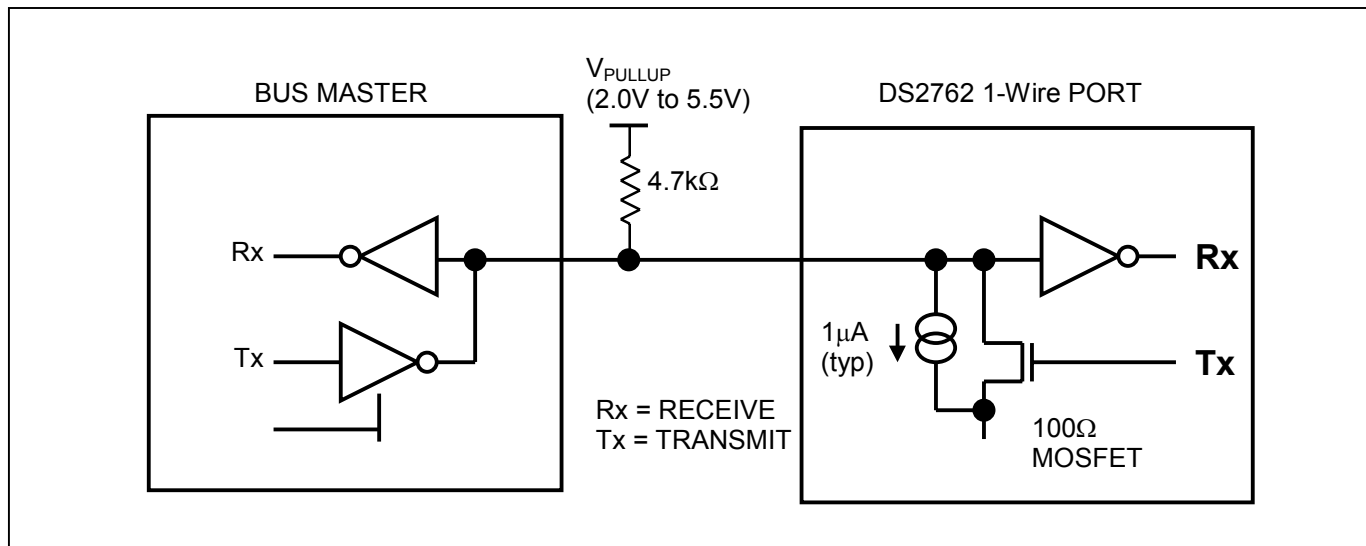 BUS MASTER
V_PULLUP
(2.0V to 5.5V)
DS2762 1-Wire PORT
4.7kΩ
Rx
Rx
1μA
(typ)
Tx
Tx
Rx = RECEIVE
Tx = TRANSMIT
100Ω
MOSFET